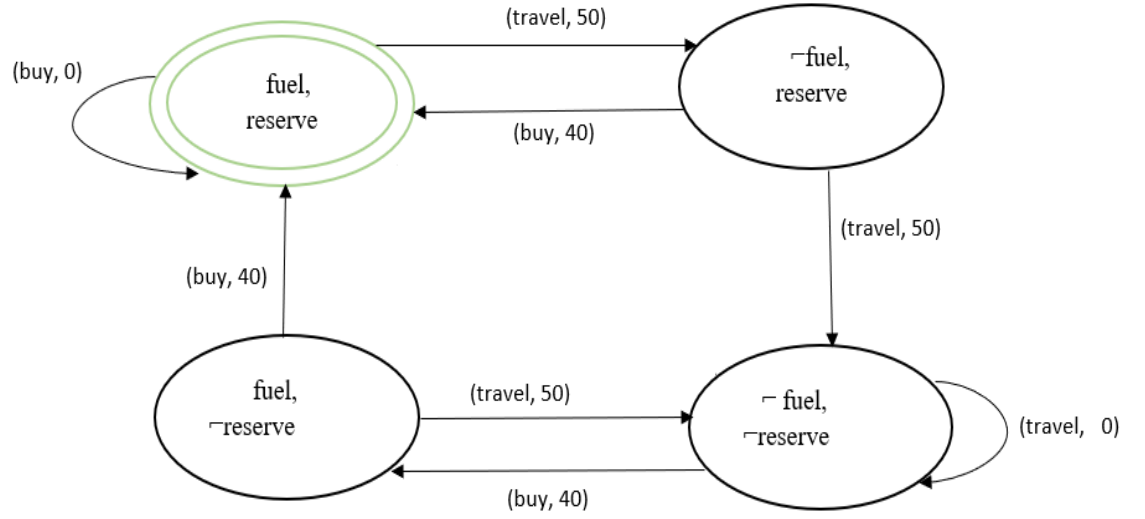 (travel, 50)
(buy, 0)
fuel,
reserve
¬fuel,
reserve
(buy, 40)
(travel, 50)
(buy, 40)
fuel,
¬reserve
(travel, 50)
¬ fuel,
¬reserve
(travel, 0)
(buy, 40)